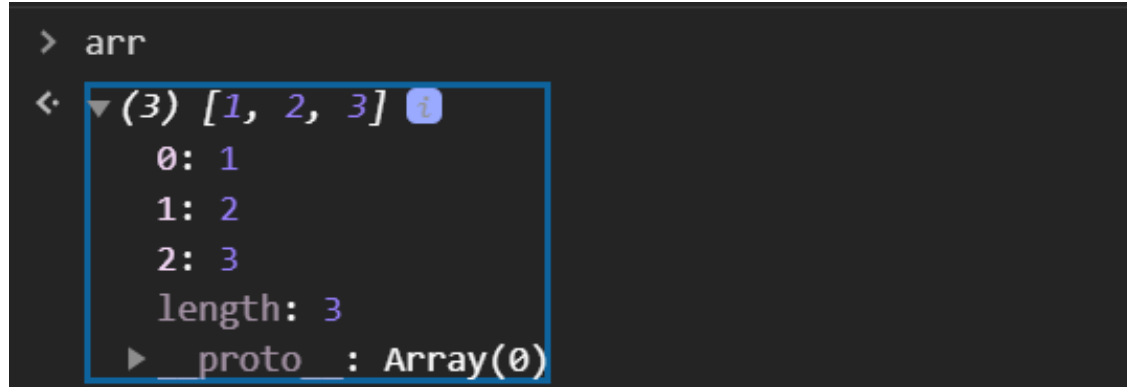 > arr
(3) [1, 2, 3] i
0: 1
1: 2
2: 3
length: 3
__proto__: Array(0)